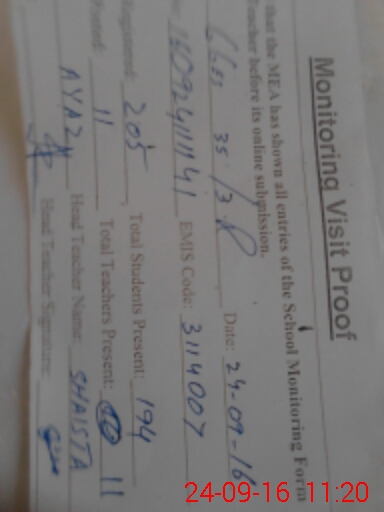 Monitoring Visit Proof
that the MEA has shown all entries of the School Monitoring Form
Teacher before its online submission.
35/3R Date: 24-09-16
EMIS Code: 3114007
205, Total Students Present: 194
11 Total Teachers Present: 11
AYAZ Head Teacher Name: SHAISTA
Head Teacher Signature:
24-09-16 11:20